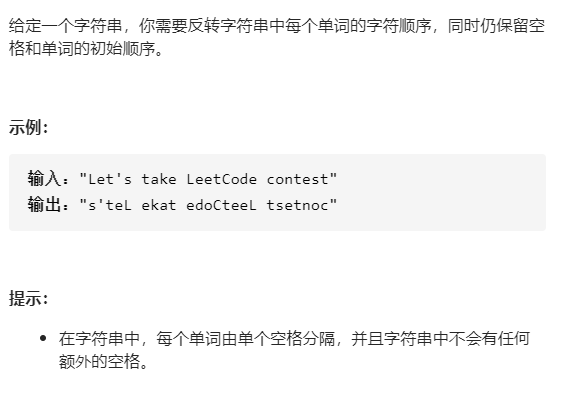 给定一个字符串，你需要反转字符串中每个单词的字符顺序，同时仍保留空
格和单词的初始顺序。
示例：
输入："Let's take LeetCode contest"
输出："s'teL ekat edoCteeL tsetnoc"
提示：
在字符串中，每个单词由单个空格分隔，并且字符串中不会有任何
额外的空格。